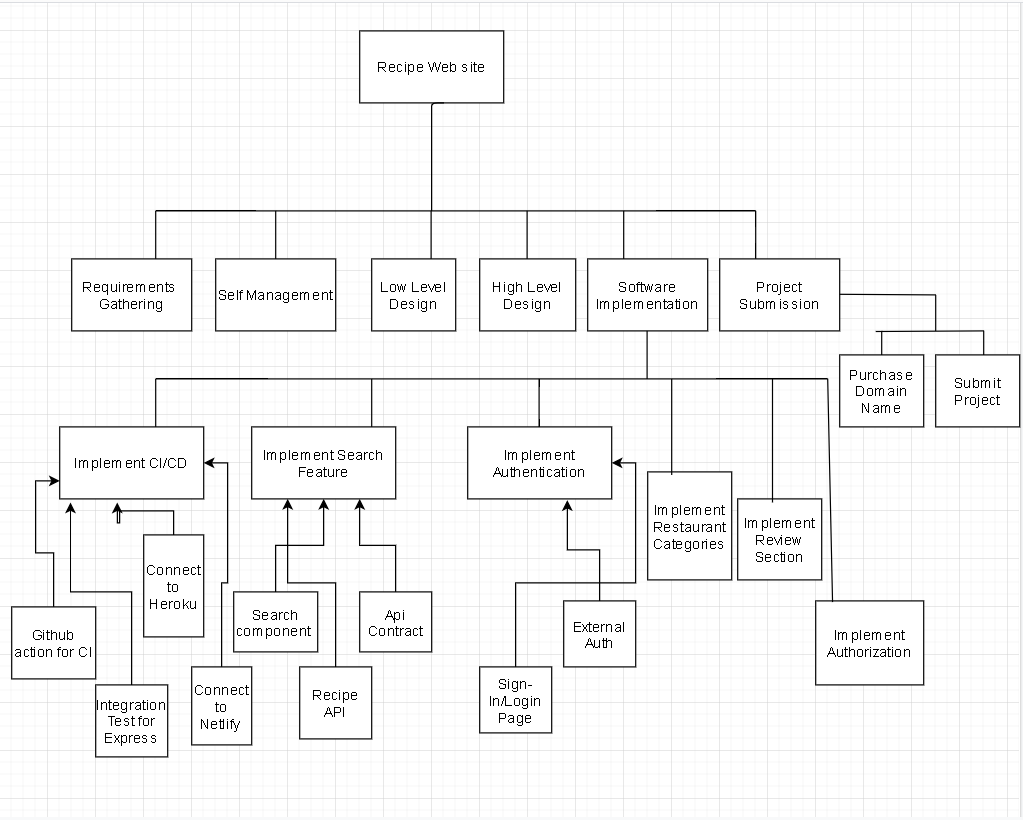 Recipe Web site
Requirements
Gathering
Self Management
Low Level
Design
High Level
Design
Software
Implementation
Project
Submission
Purchase
Domain
Name
Submit
Project
Implement CI/CD
Implement Search
Feature
Implement
Authentication
Implement
Restaurant
Categories
Implement
Review
Section
Connect
to
Heroku
Search
component
Api
Contract
External
Auth
Implement
Authorization
Github
action for CI
Integration
Test for
Express
Connect
to
Netlify
Recipe
API
Sign-
In/Login
Page